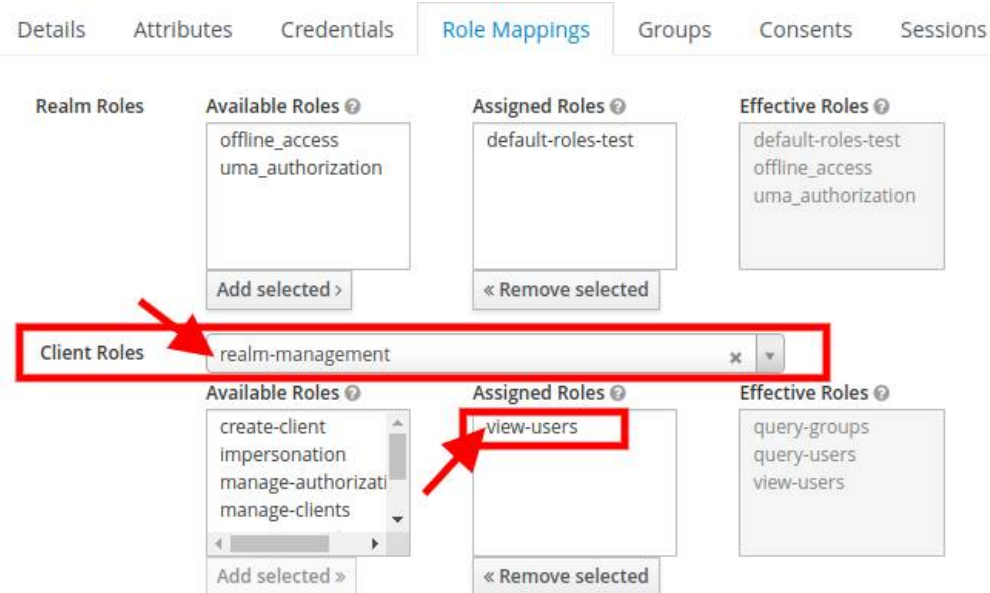 Details Attributes Credentials Role Mappings Groups Consents Sessions
Realm Roles Available Roles Assigned Roles Effective Roles
offline_access default-roles-test default-roles-test
uma_authorization offline_access
uma_authorization
Add selected › « Remove selected
Client Roles realm-management
Available Roles Assigned Roles Effective Roles
create-client view-users query-groups
impersonation query-users
manage-authorizati view-users
manage-clients
Add selected » « Remove selected